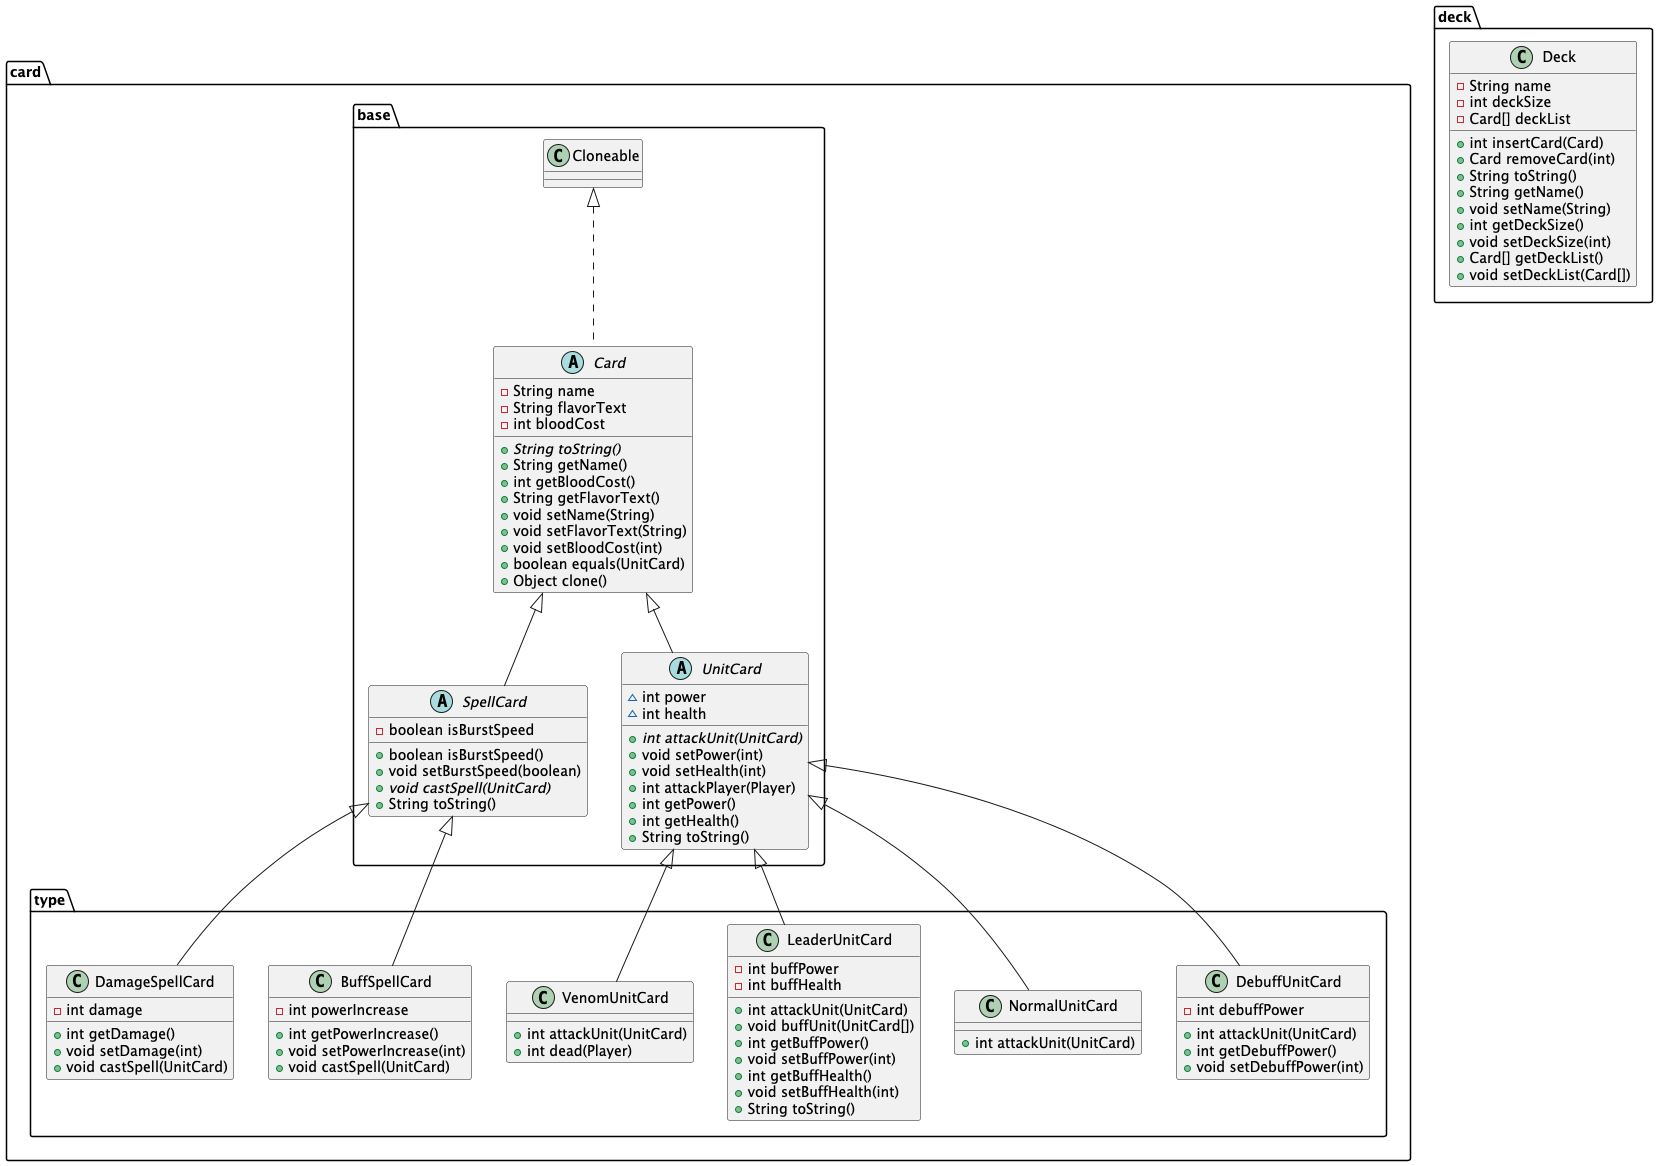 deck
C Deck
String name
int deckSize
Card[] deckList
int insertCard(Card)
Card removeCard(int)
String toString()
String getName()
void setName(String)
int getDeckSize()
void setDeckSize(int)
Card[] getDeckList()
void setDeckList(Card[])
card
base
C Cloneable
A Card
String name
String flavorText
int bloodCost
String toString()
String getName()
int getBloodCost()
String getFlavorText()
void setName(String)
void setFlavorText(String)
void setBloodCost(int)
boolean equals(UnitCard)
Object clone()
A SpellCard
boolean isBurstSpeed
boolean isBurstSpeed()
void setBurstSpeed(boolean)
void castSpell(UnitCard)
String toString()
A UnitCard
int power
int health
int attackUnit(UnitCard)
void setPower(int)
void setHealth(int)
int attackPlayer(Player)
int getPower()
int getHealth()
String toString()
type
C DamageSpellCard
int damage
int getDamage()
void setDamage(int)
void castSpell(UnitCard)
C BuffSpellCard
int powerIncrease
int getPowerIncrease()
void setPowerIncrease(int)
void castSpell(UnitCard)
C VenomUnitCard
int attackUnit(UnitCard)
int dead(Player)
C LeaderUnitCard
int buffPower
int buffHealth
int attackUnit(UnitCard)
void buffUnit(UnitCard[])
int getBuffPower()
void setBuffPower(int)
int getBuffHealth()
void setBuffHealth(int)
String toString()
C NormalUnitCard
int attackUnit(UnitCard)
C DebuffUnitCard
int debuffPower
int attackUnit(UnitCard)
int getDebuffPower()
void setDebuffPower(int)